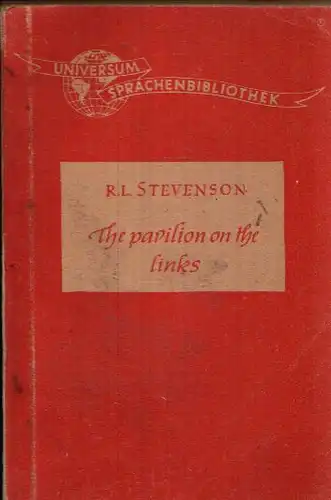 UNIVERSUM
SPRACHENBIBLIOTHEK
R.L. STEVENSON
The pavilion on the
links